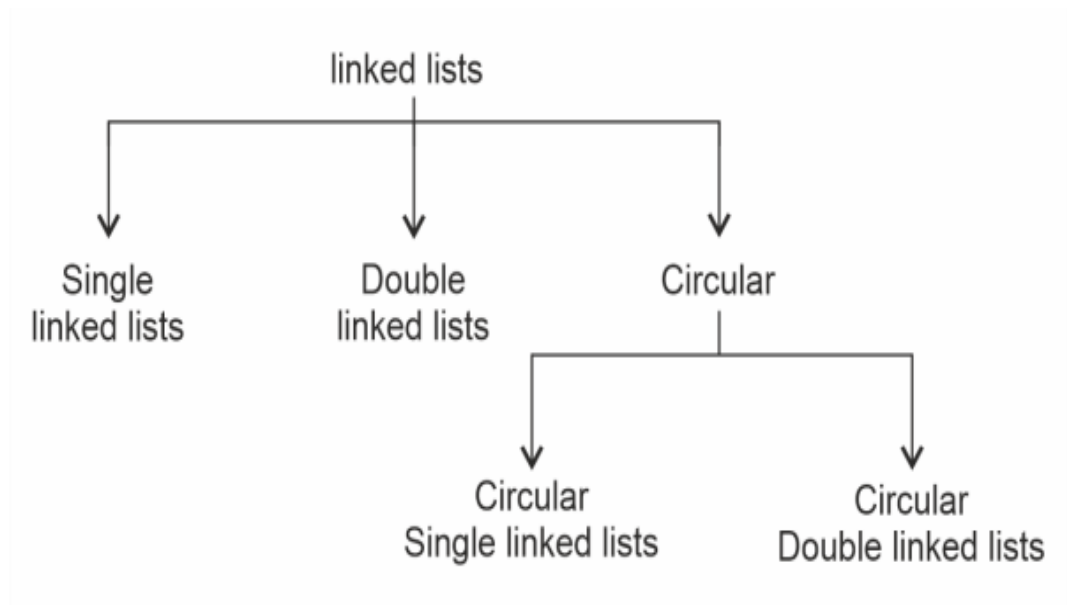 linked lists
Single
linked lists
Double
linked lists
Circular
Circular
Single linked lists
Circular
Double linked lists